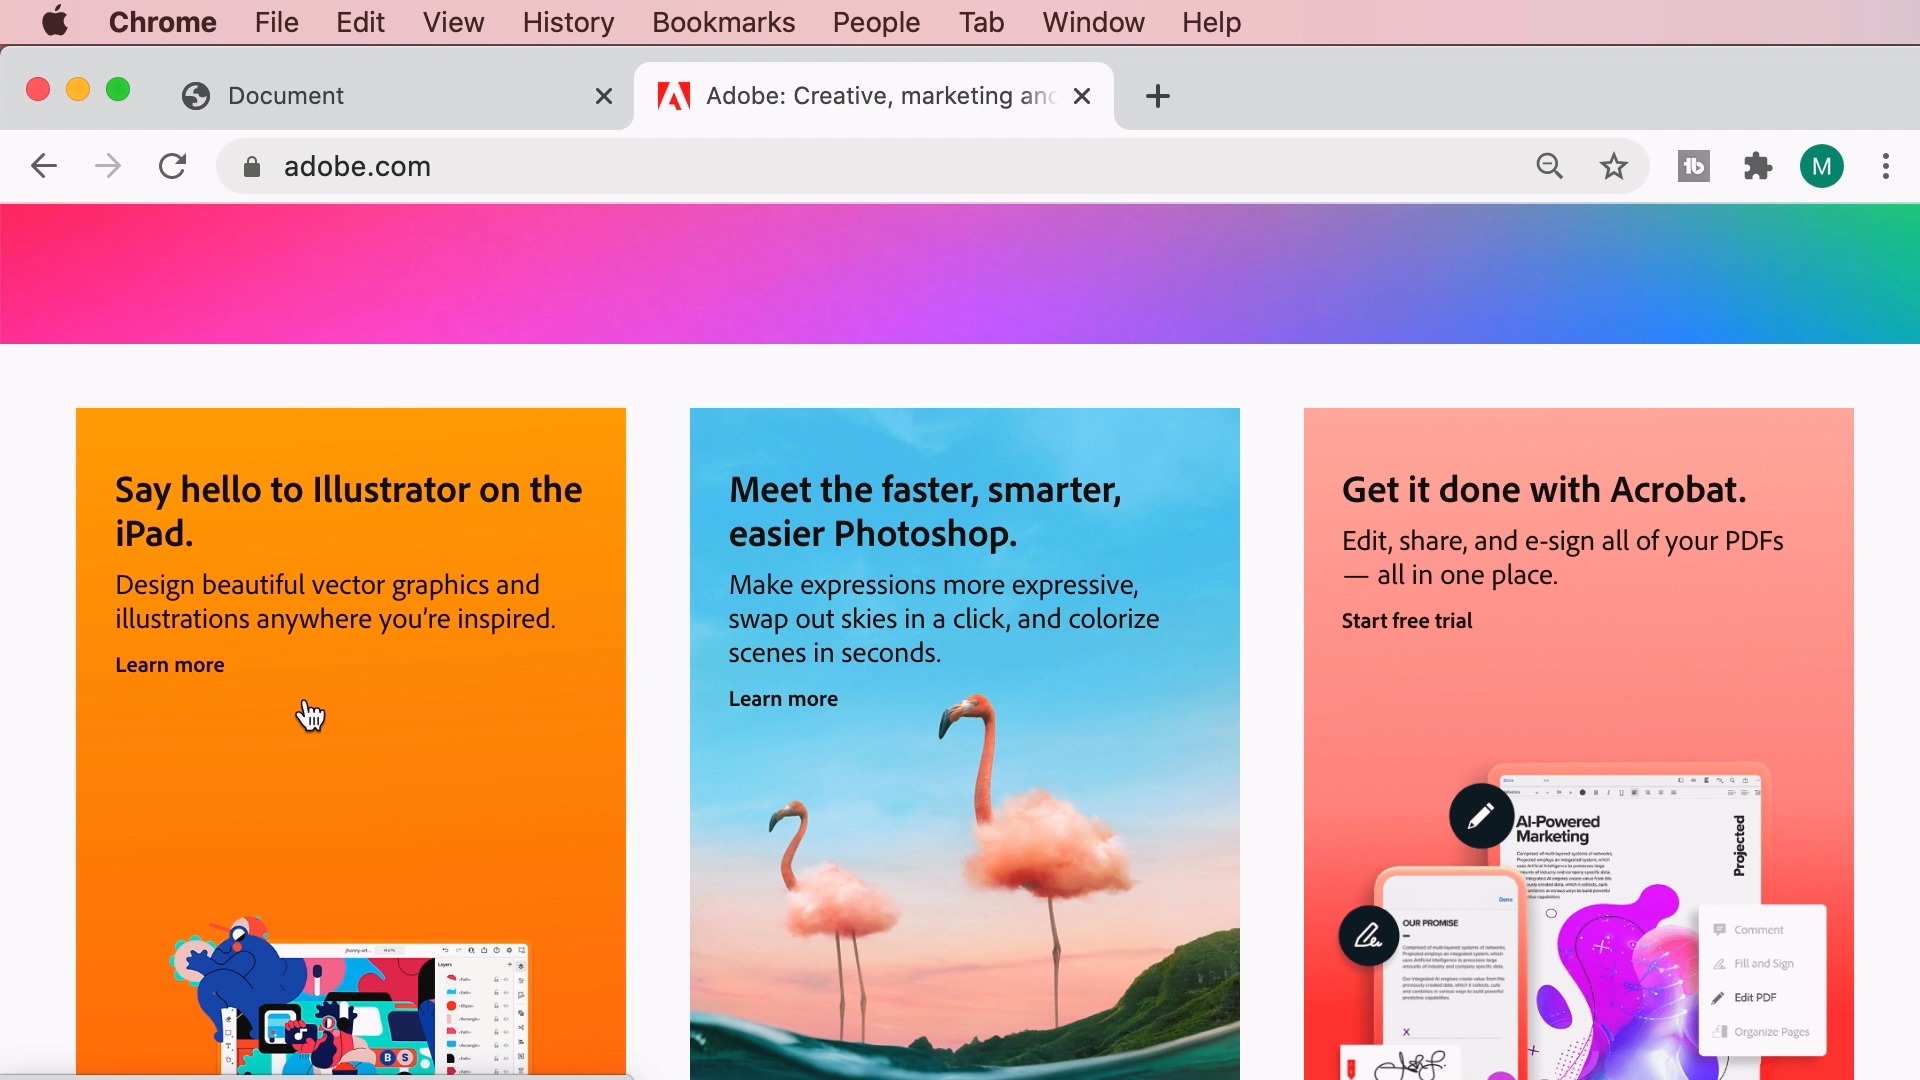 Chrome File Edit View History Bookmarks People Tab Window Help
Document
Adobe: Creative, marketing and
adobe.com
M
Say hello to Illustrator on the
iPad.
Design beautiful vector graphics and
illustrations anywhere you’re inspired.
Learn more
Meet the faster, smarter,
easier Photoshop.
Make expressions more expressive,
swap out skies in a click, and colorize
scenes in seconds.
Learn more
Get it done with Acrobat.
Edit, share, and e-sign all of your PDFs
— all in one place.
Start free trial
AI-Powered
Marketing
Projected
Done
OUR PROMISE
Comment
Fill and Sign
Edit PDF
Organize Pages
Layers
B S
X